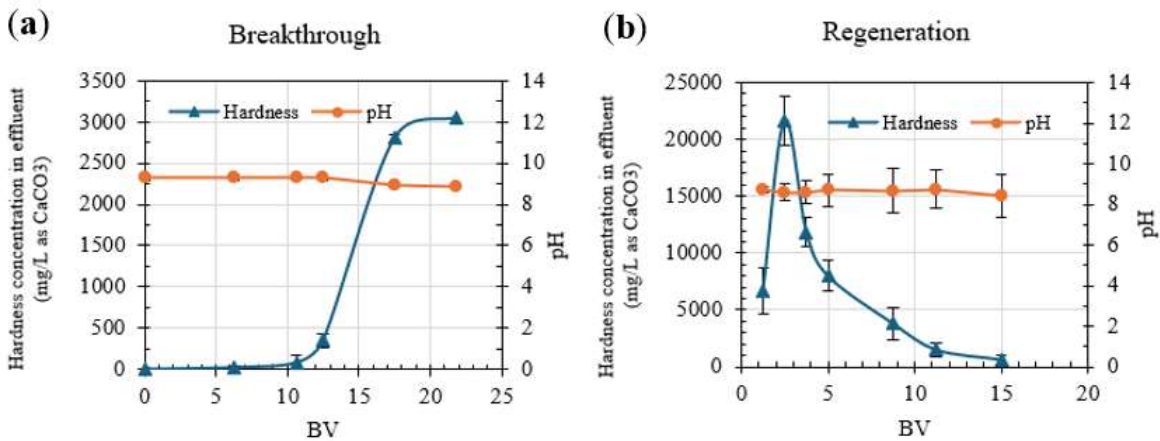 (a)
Breakthrough
Hardness concentration in effluent
(mg/L as CaCO3)
3500
3000
2500
2000
1500
1000
500
0
Hardness
pH
14
12
10
8
6
4
2
0
pH
0
5
10
15
20
25
BV
(b)
Regeneration
Hardness concentration in effluent
(mg/L as CaCO3)
25000
20000
15000
10000
5000
0
Hardness
pH
14
12
10
8
6
4
2
0
pH
0
5
10
15
20
BV